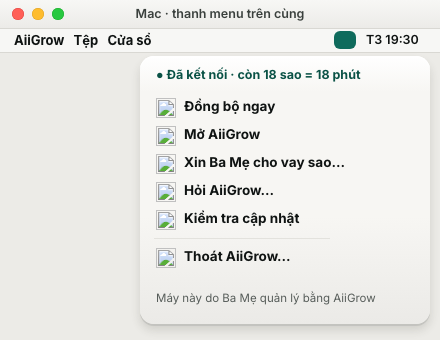 Mac · thanh menu trên cùng
AiiGrow Tệp Cửa sổ T3 19:30
● Đã kết nối · còn 18 sao = 18 phút
Đồng bộ ngay
Mở AiiGrow
Xin Ba Mẹ cho vay sao...
Hỏi AiiGrow...
Kiểm tra cập nhật
Thoát AiiGrow...
Máy này do Ba Mẹ quản lý bằng AiiGrow